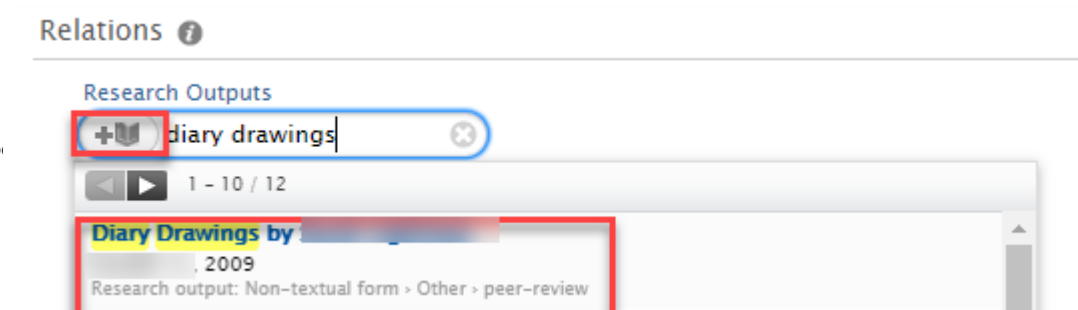 Relations
Research Outputs
diary drawings
1 - 10 / 12
Diary Drawings by
, 2009
Research output: Non-textual form › Other › peer-review